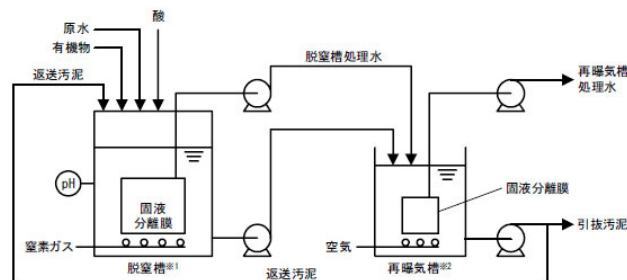 酸
原水
有機物
返送汚泥
脱窒槽処理水
再曝気槽
処理水
pH
固液
分離膜
固液分離膜
窒素ガス
空気
引抜汚泥
脱窒槽※1
返送汚泥
再曝気槽※2